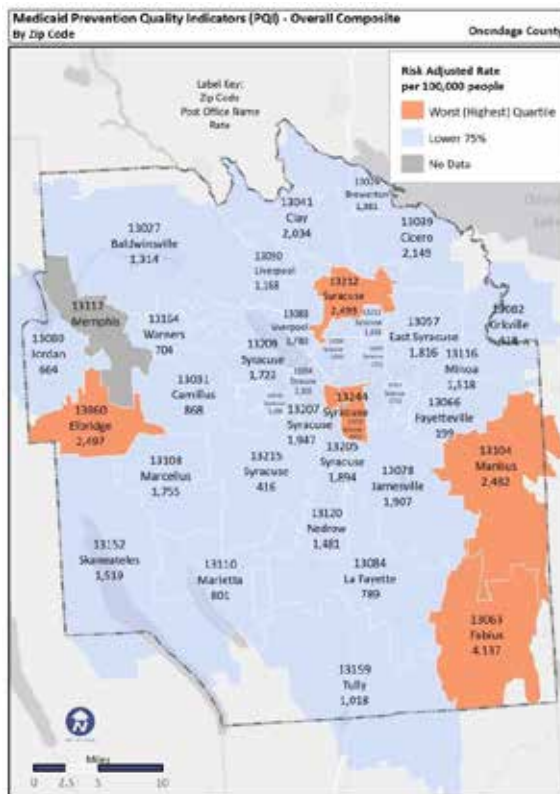 Medicaid Prevention Quality Indicators (PQI) - Overall Composite
By Zip Code
Onondaga County
Label Key:
Zip Code
Post Office Name
Rate
Risk Adjusted Rate
per 100,000 people
Worst (Highest) Quartile
Lower 75%
No Data
Brewerton
13041
Clay
2,034
13039
Cicero
2,149
13027
Baldwinsville
1,314
13090
Liverpool
1,168
13212
Syracuse
2,499
13112
Memphis
13164
Warners
704
13088
Liverpool
13082
Kirkville
13080
Jordan
664
13209
Syracuse
1,721
13057
East Syracuse
1,816
13116
Minoa
1,518
13031
Camillus
868
13244
Syracuse
13066
Fayetteville
199
13060
Elbridge
2,497
13207
Syracuse
1,947
13205
Syracuse
1,894
13104
Manlius
2,482
13108
Marcellus
1,755
13215
Syracuse
416
13078
Jamesville
1,907
13120
Nedrow
1,481
13152
Skaneateles
1,519
13110
Marietta
801
13084
La Fayette
789
13063
Fabius
4,137
13159
Tully
1,018
N
Miles
0 2.5 5 10